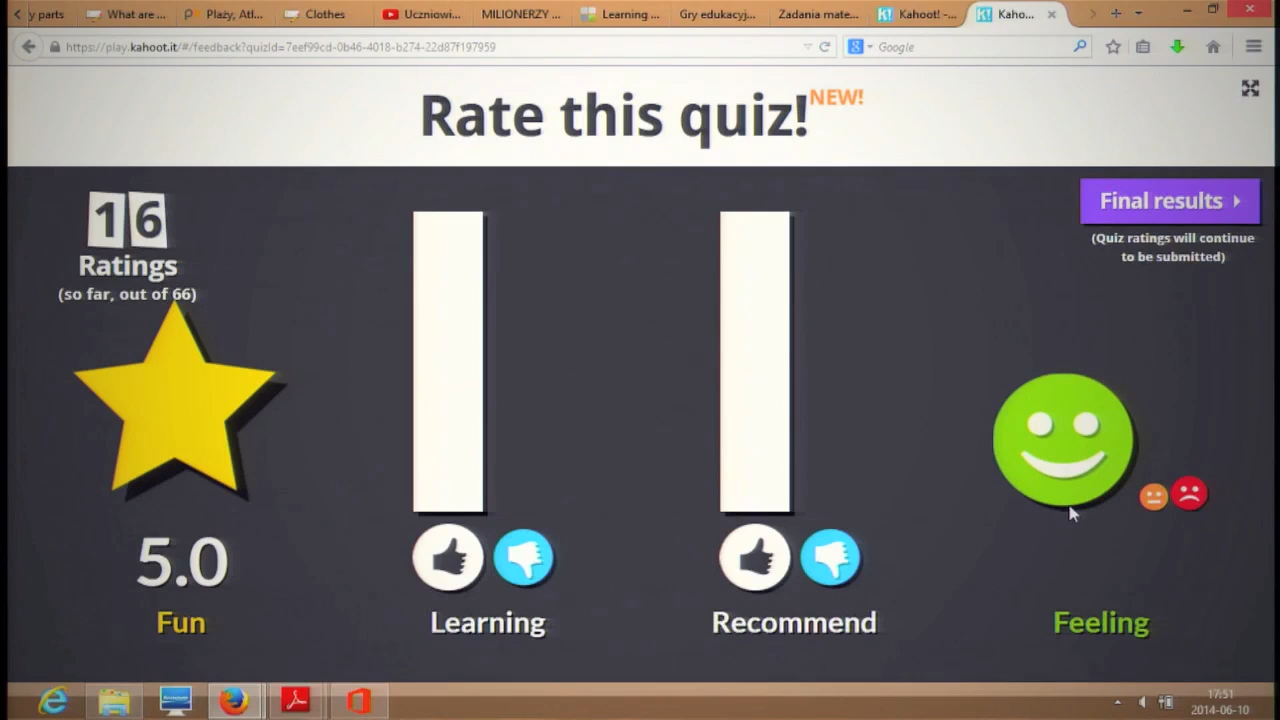 y parts
What are ...
Plaży, Atl...
Clothes
Uczniowi...
MILIONERZY ...
Learning ...
Gry edukacyj...
Zadania mate...
Kahoot! -...
Kaho...
https://play.kahoot.it/#/feedback?quizId=7eef99cd-0b46-4018-b274-22d87f197959
Google
Rate this quiz! NEW!
16
Ratings
(so far, out of 66)
Final results
(Quiz ratings will continue
to be submitted)
5.0
Fun
Learning
Recommend
Feeling
17:51
2014-06-10